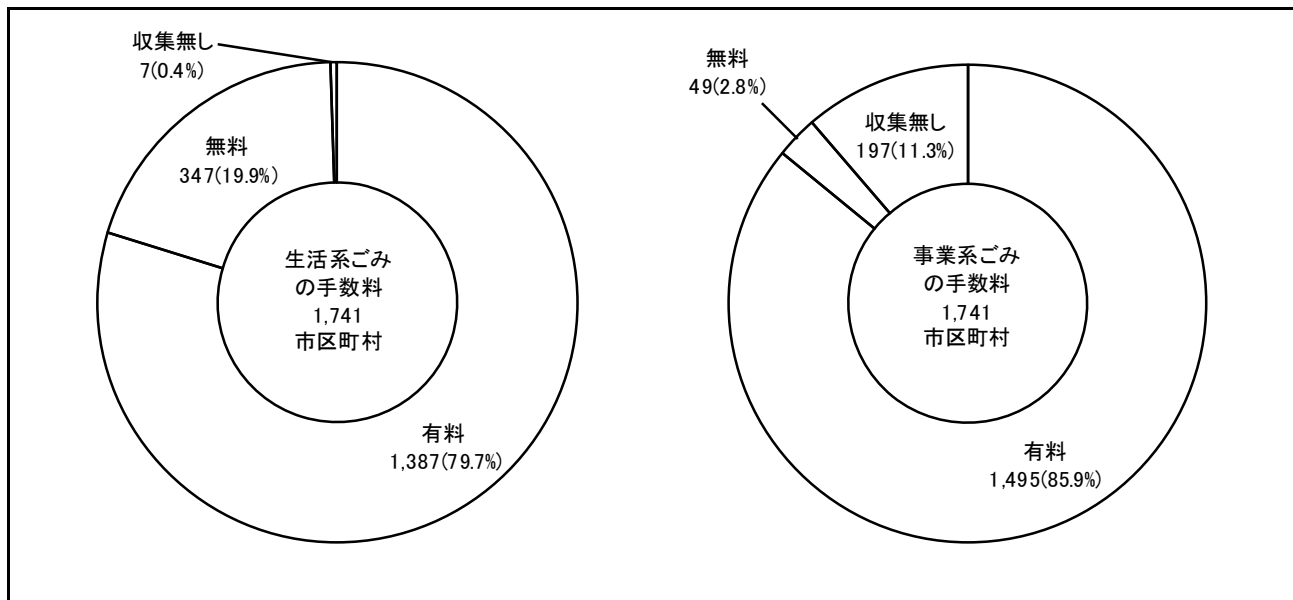 収集無し
7(0.4%)
無料
347(19.9%)
生活系ごみ
の手数料
1,741
市区町村
有料
1,387(79.7%)
無料
49(2.8%)
収集無し
197(11.3%)
事業系ごみ
の手数料
1,741
市区町村
有料
1,495(85.9%)